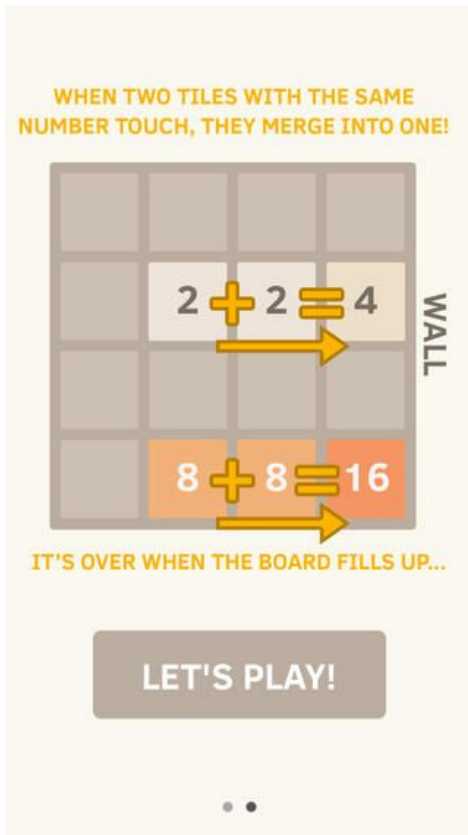 WHEN TWO TILES WITH THE SAME
NUMBER TOUCH, THEY MERGE INTO ONE!
2 + 2 = 4
WALL
8 + 8 = 16
IT'S OVER WHEN THE BOARD FILLS UP...
LET'S PLAY!